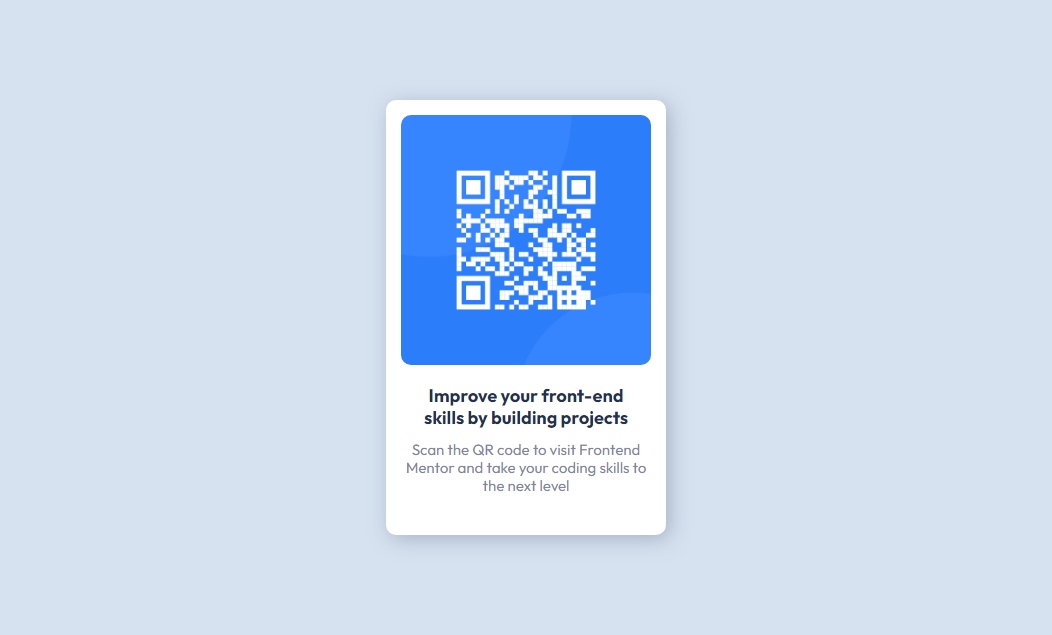 Improve your front-end
skills by building projects
Scan the QR code to visit Frontend
Mentor and take your coding skills to
the next level